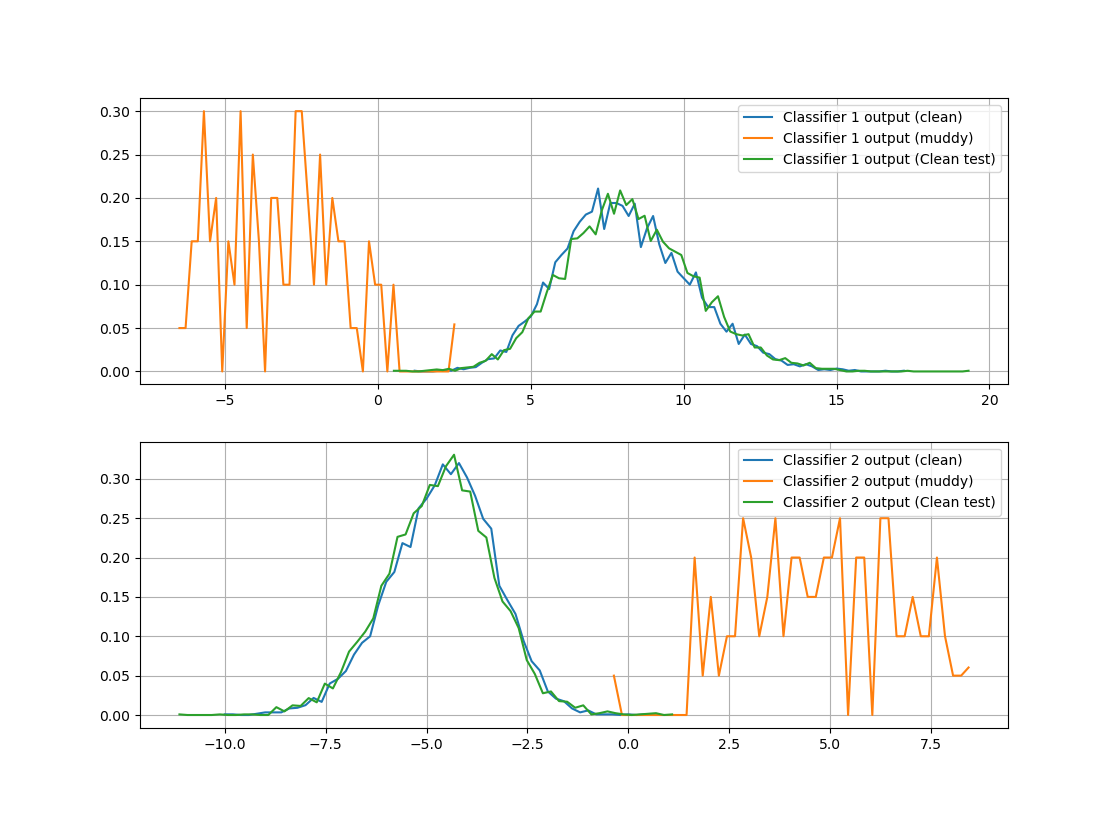 0.30
0.25
0.20
0.15
0.10
0.05
0.00
Classifier 1 output (clean)
Classifier 1 output (muddy)
Classifier 1 output (Clean test)
−5 0 5 10 15 20
0.30
0.25
0.20
0.15
0.10
0.05
0.00
Classifier 2 output (clean)
Classifier 2 output (muddy)
Classifier 2 output (Clean test)
−10.0 −7.5 −5.0 −2.5 0.0 2.5 5.0 7.5